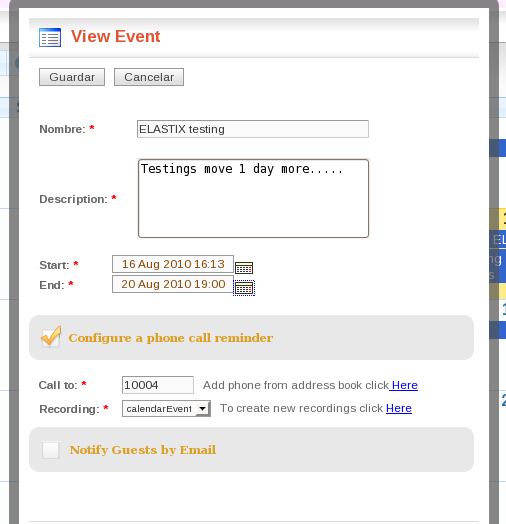 View Event
Guardar Cancelar
Nombre: * ELASTIX testing
Testings move 1 day more.....
Description: *
Start: * 16 Aug 2010 16:13
End: * 20 Aug 2010 19:00
Configure a phone call reminder
Call to: * 10004 Add phone from address book click Here
Recording: * calendarEvent To create new recordings click Here
Notify Guests by Email